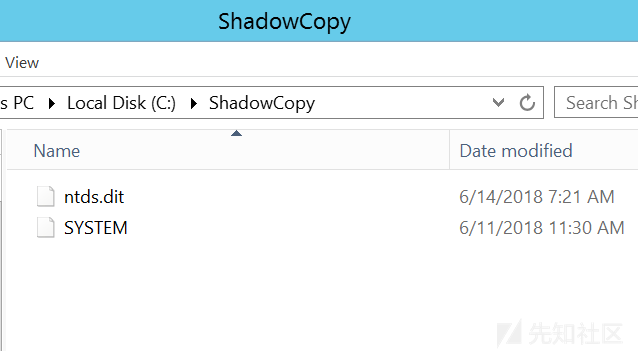 ShadowCopy
View
s PC Local Disk (C:) ShadowCopy Search Sh
Name Date modified
ntds.dit 6/14/2018 7:21 AM
SYSTEM 6/11/2018 11:30 AM
先知社区